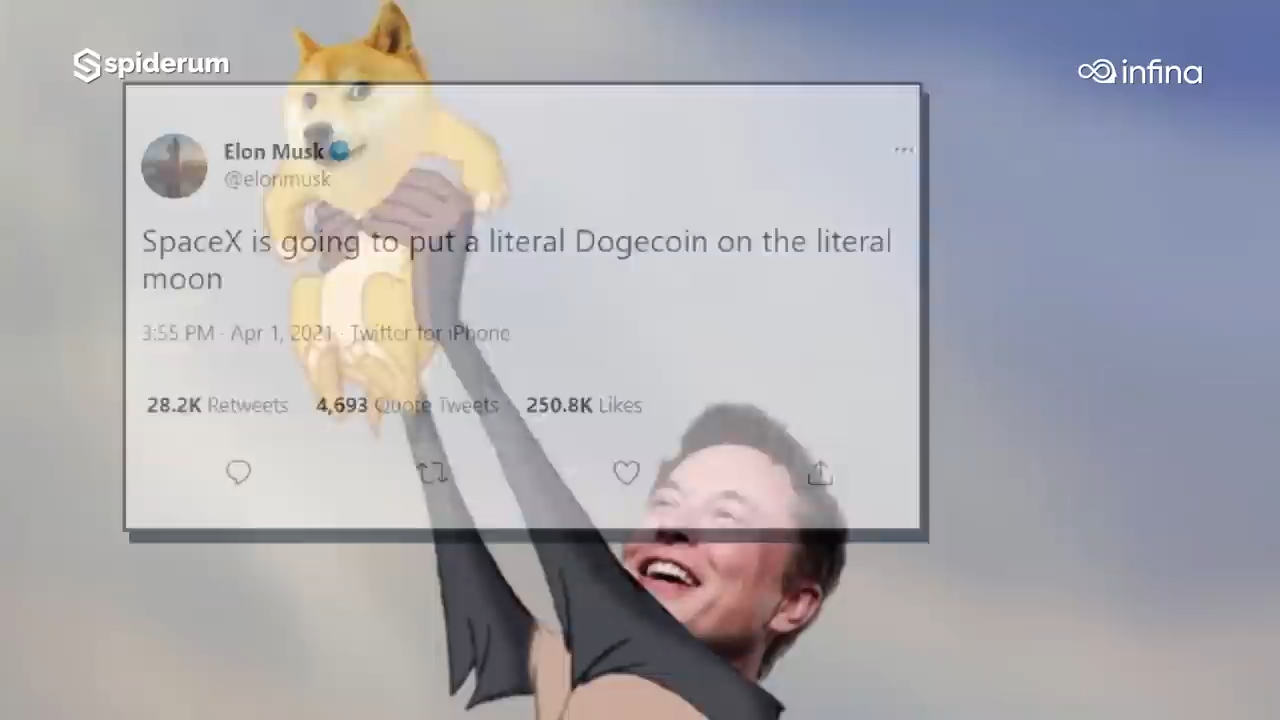 spiderum
infina
Elon Musk
@elonmusk
SpaceX is going to put a literal Dogecoin on the literal
moon
3:55 PM · Apr 1, 2021 · Twitter for iPhone
28.2K Retweets 4,693 Quote Tweets 250.8K Likes